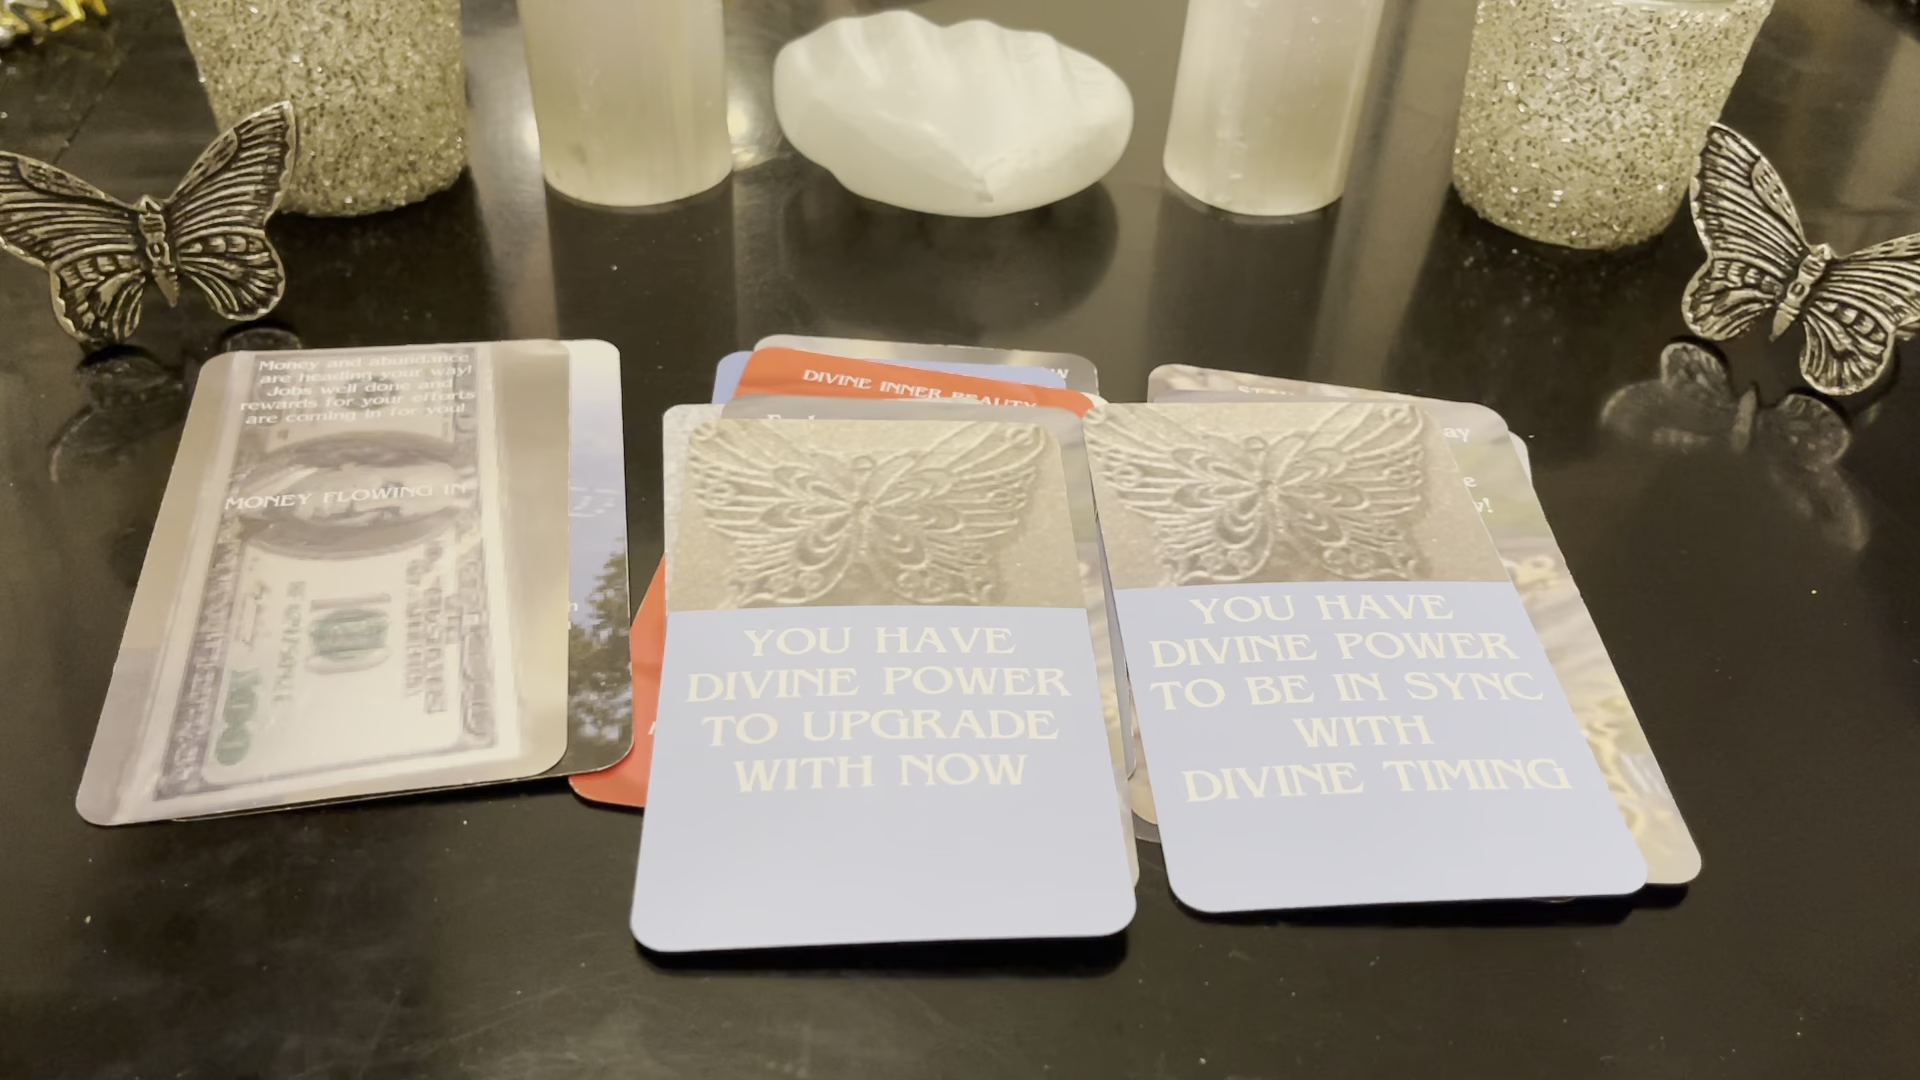 Money and abundance
are heading your way!
Jobs well done and
rewards for your efforts
are coming in for you!
MONEY FLOWING IN
100
DIVINE INNER BEAUTY
YOU HAVE
DIVINE POWER
TO UPGRADE
WITH NOW
YOU HAVE
DIVINE POWER
TO BE IN SYNC
WITH
DIVINE TIMING